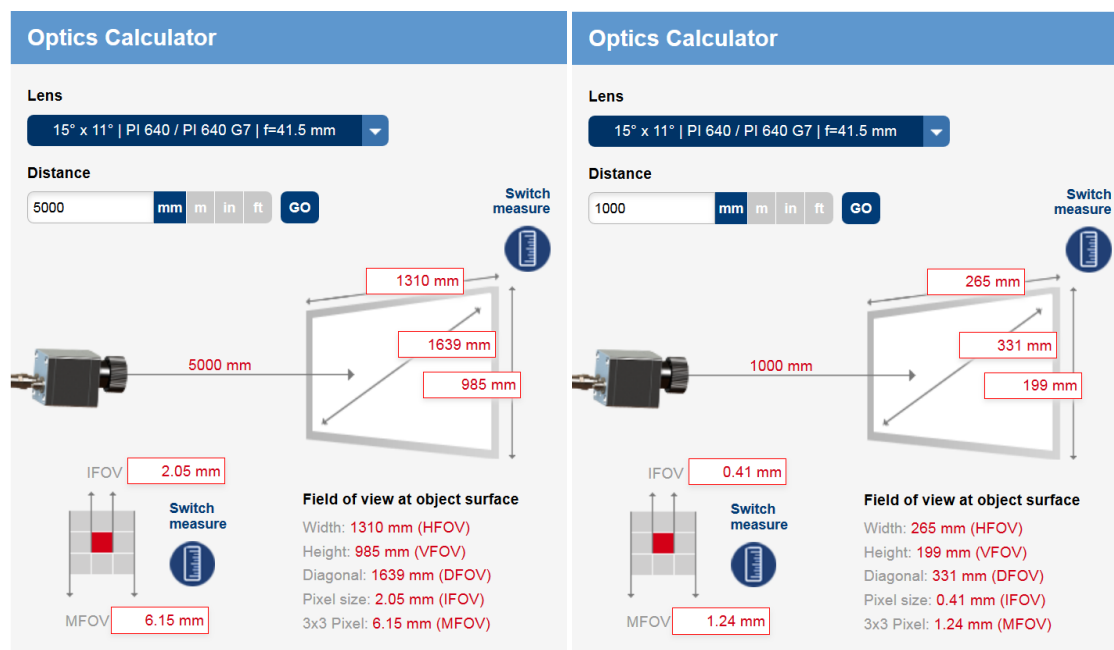 Optics Calculator
Lens
15° x 11° | PI 640 / PI 640 G7 | f=41.5 mm
Distance
5000 mm m in ft GO
Switch
measure
1310 mm
1639 mm
5000 mm
985 mm
IFOV 2.05 mm
Switch
measure
MFOV 6.15 mm
Field of view at object surface
Width: 1310 mm (HFOV)
Height: 985 mm (VFOV)
Diagonal: 1639 mm (DFOV)
Pixel size: 2.05 mm (IFOV)
3x3 Pixel: 6.15 mm (MFOV)
Optics Calculator
Lens
15° x 11° | PI 640 / PI 640 G7 | f=41.5 mm
Distance
1000 mm m in ft GO
Switch
measure
265 mm
331 mm
1000 mm
199 mm
IFOV 0.41 mm
Switch
measure
MFOV 1.24 mm
Field of view at object surface
Width: 265 mm (HFOV)
Height: 199 mm (VFOV)
Diagonal: 331 mm (DFOV)
Pixel size: 0.41 mm (IFOV)
3x3 Pixel: 1.24 mm (MFOV)